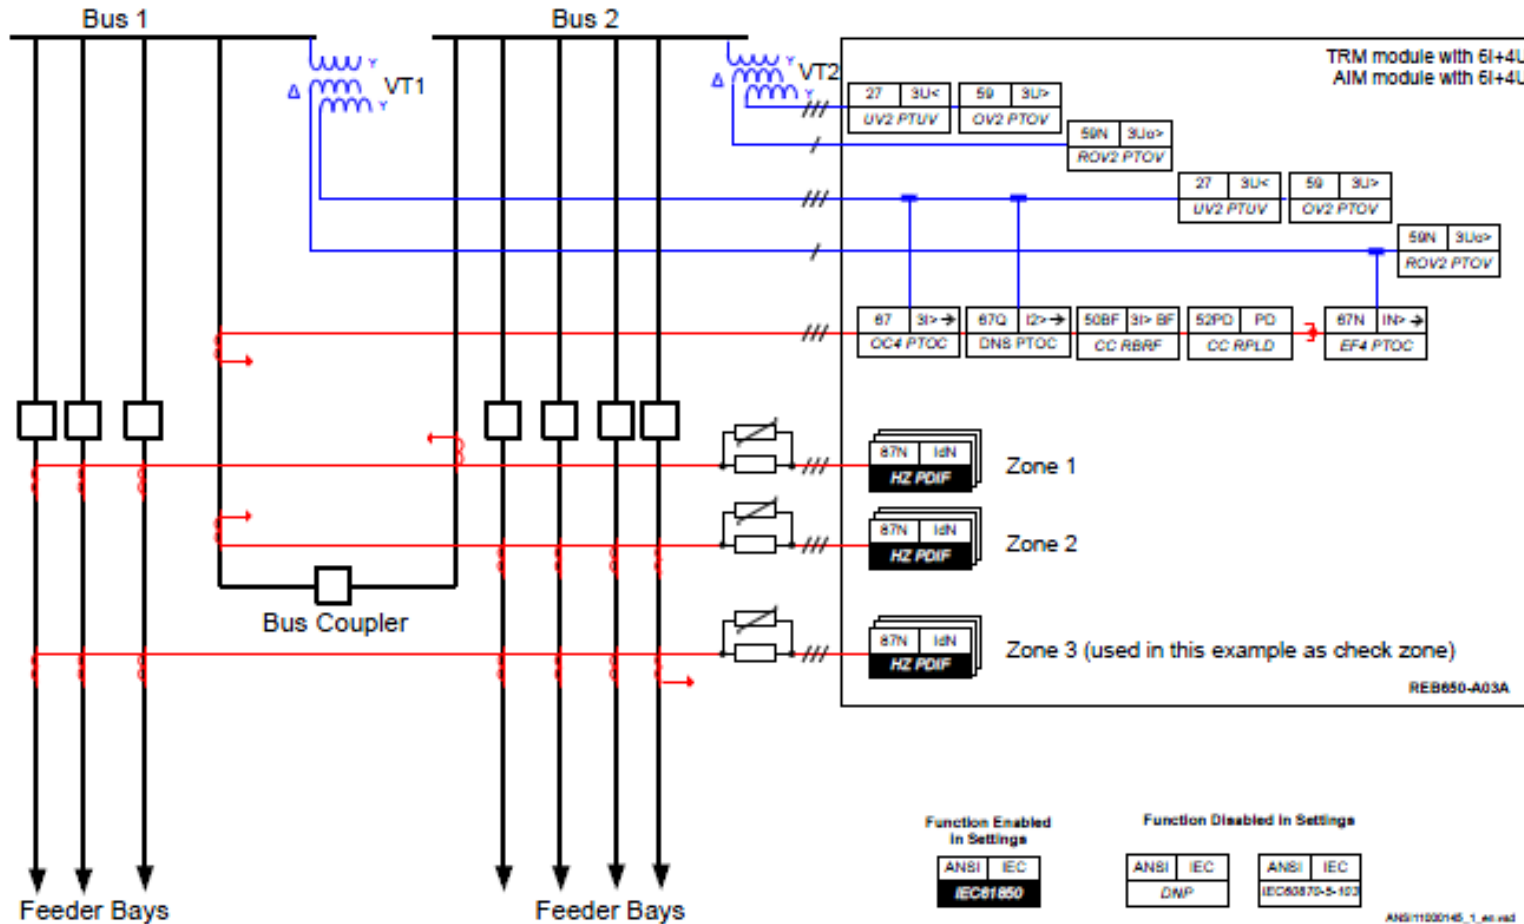 Bus 1
Bus 2
TRM module with 6I+4U
AIM module with 6I+4U
VT1
VT2
Y
Δ
Y
Y
Δ
Y
27 3U< 59 3U>
UV2 PTUV OV2 PTOV
59N 3Uo>
ROV2 PTOV
27 3U< 59 3U>
UV2 PTUV OV2 PTOV
59N 3Uo>
ROV2 PTOV
67 3I> 67Q I2> 50BF 3I> BF 52PD PD 67N IN>
OC4 PTOC DNS PTOC CC RBRF CC RPLD EF4 PTOC
87N IdN
HZ PDIF
Zone 1
87N IdN
HZ PDIF
Zone 2
Bus Coupler
87N IdN
HZ PDIF
Zone 3 (used in this example as check zone)
REB650-A03A
Function Enabled
in Settings
Function Disabled in Settings
ANSI IEC
IEC61850
ANSI IEC
DNP
ANSI IEC
IEC60870-5-103
Feeder Bays
Feeder Bays